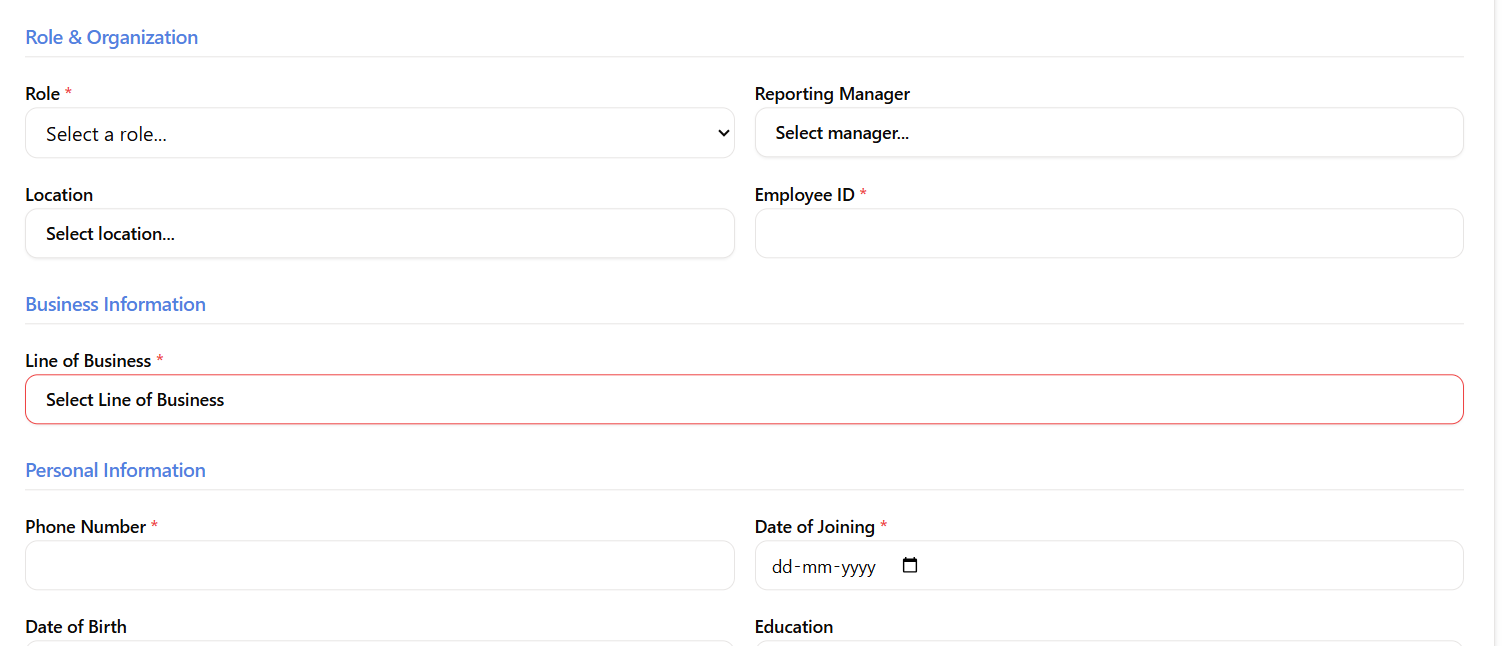 Role & Organization
Role *
Reporting Manager
Select a role...
Select manager...
Location
Employee ID *
Select location...
Business Information
Line of Business *
Select Line of Business
Personal Information
Phone Number *
Date of Joining *
dd-mm-yyyy
Date of Birth
Education